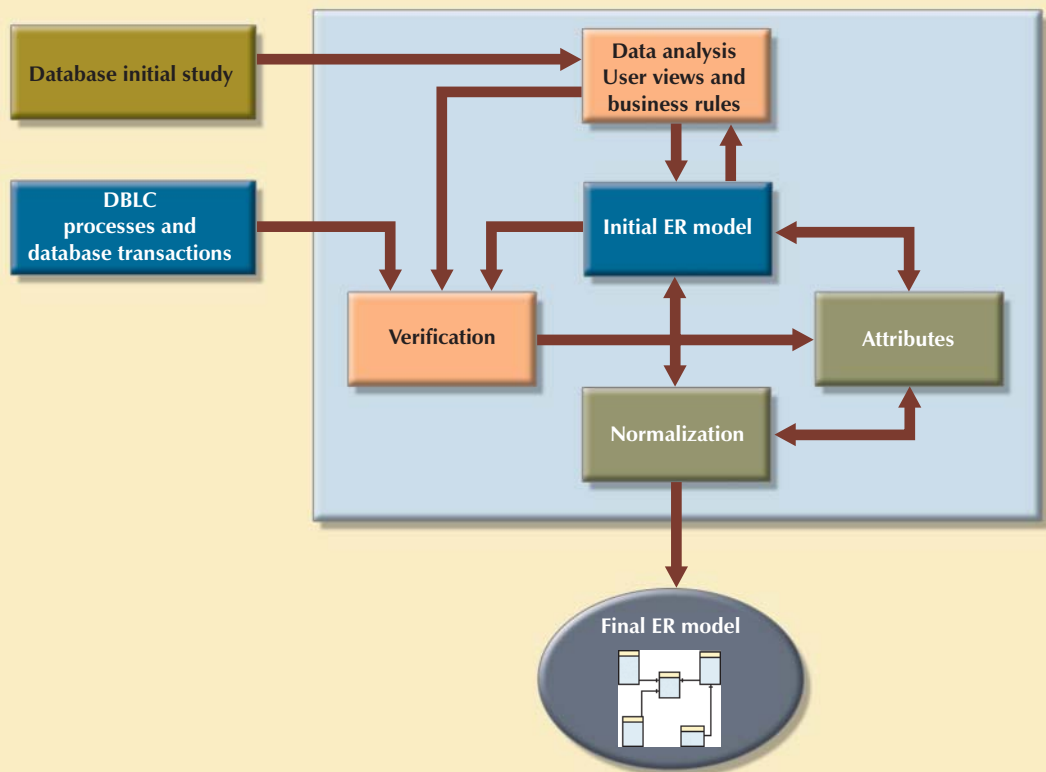 Database initial study
Data analysis
User views and
business rules
DBLC
processes and
database transactions
Initial ER model
Verification
Attributes
Normalization
Final ER model